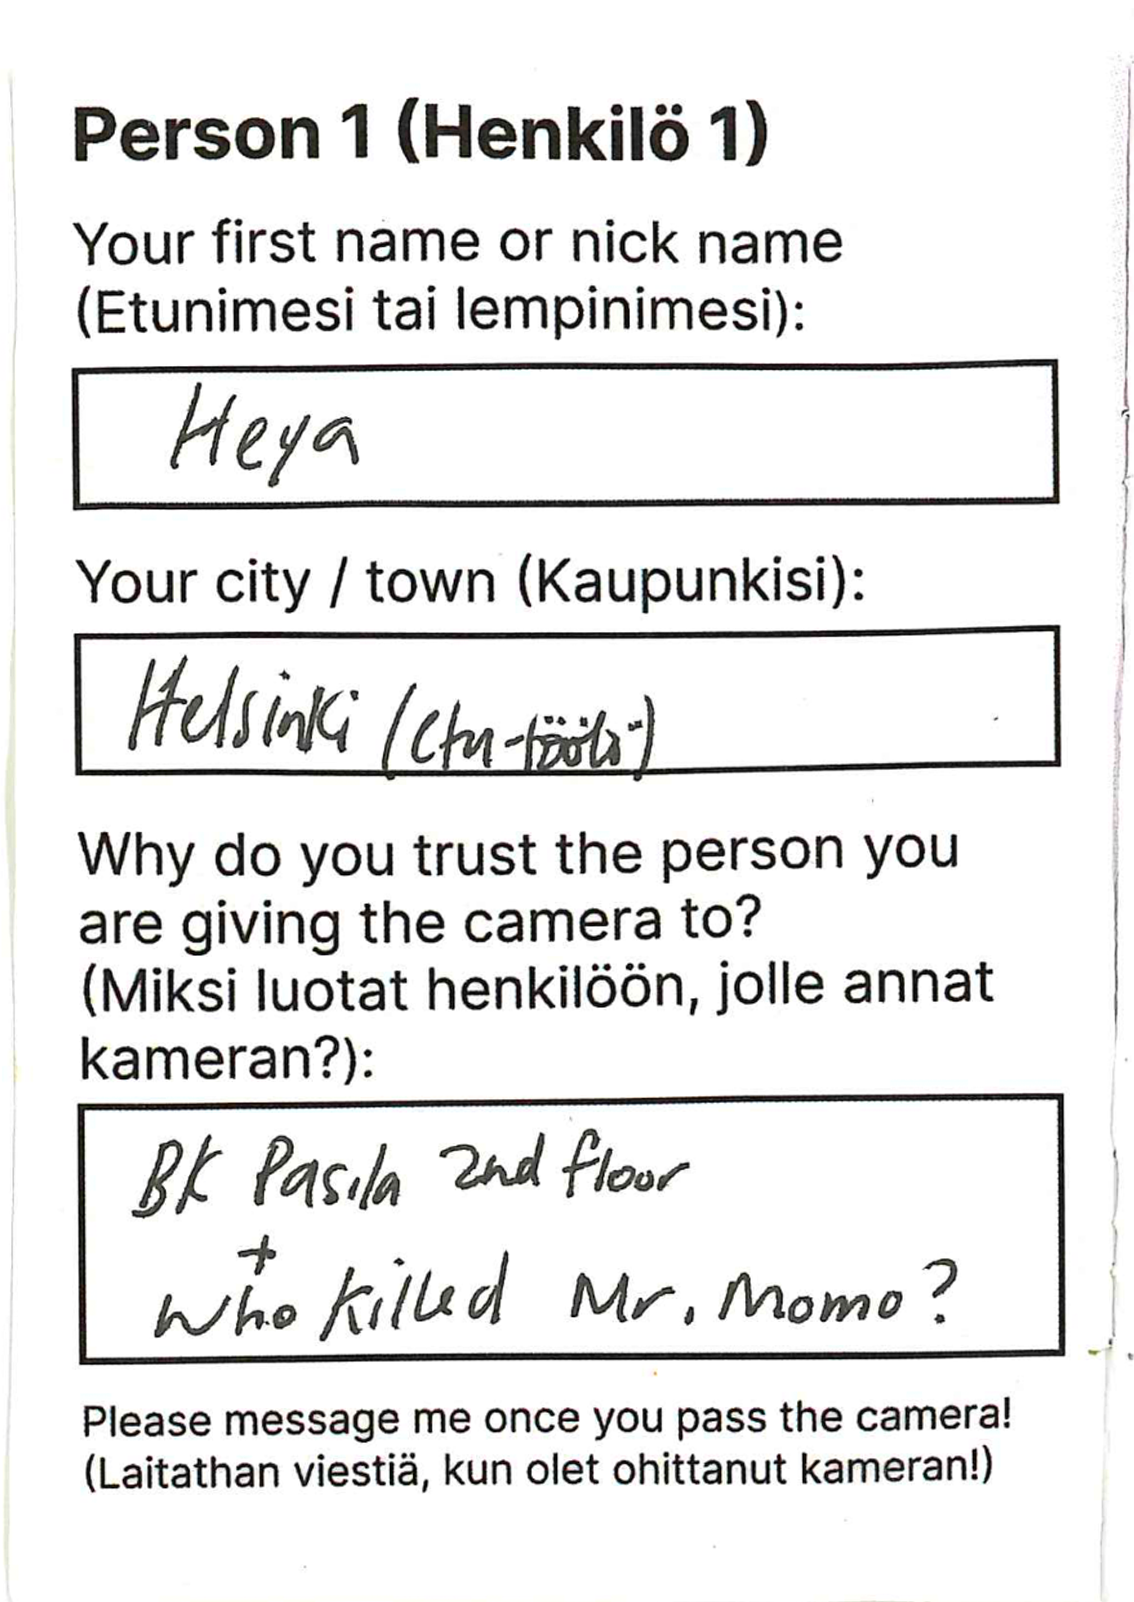 Person 1 (Henkilö 1)
Your first name or nick name
(Etunimesi tai lempinimesi):
Heya
Your city / town (Kaupunkisi):
Helsinki (Etu-töölö)
Why do you trust the person you
are giving the camera to?
(Miksi luotat henkilöön, jolle annat
kameran?):
BK Pasila 2nd floor
+
Who killed Mr. Momo?
Please message me once you pass the camera!
(Laitathan viestiä, kun olet ohittanut kameran!)